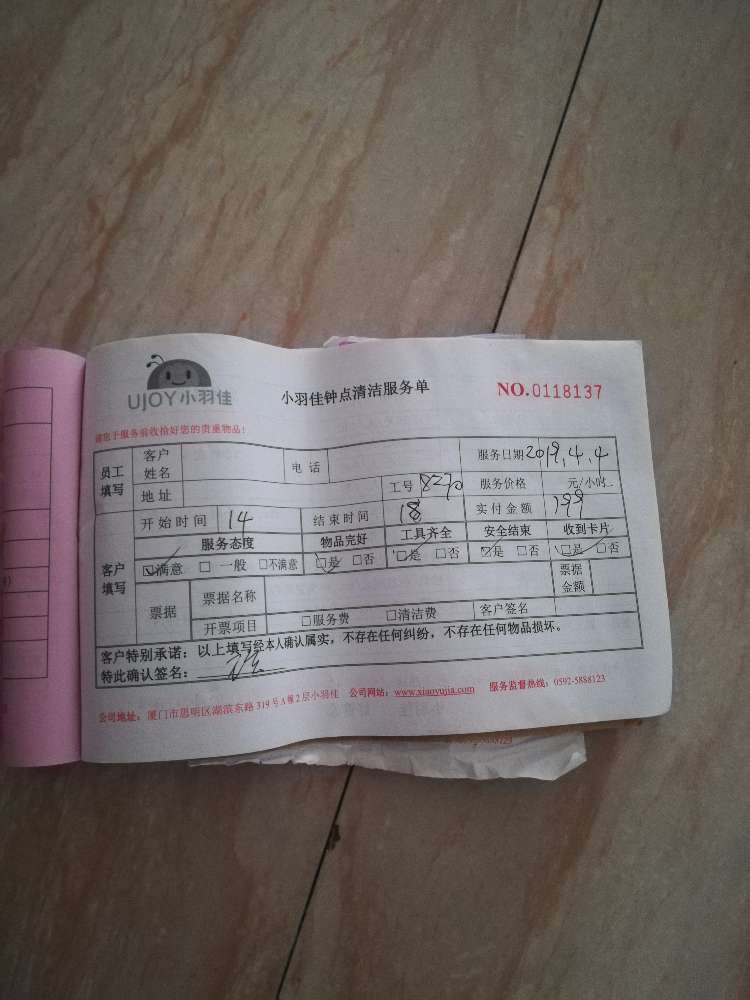 UJOY小羽佳
小羽佳钟点清洁服务单
NO.0118137
请您于服务前收捡好您的贵重物品！
员工填写 客户姓名 电话 服务日期 2019.4.4
地址 工号 8270 服务价格 元/小时
开始时间 14 结束时间 18 实付金额 199
客户填写 服务态度 物品完好 工具齐全 安全结束 收到卡片
☑满意 □一般 □不满意 ☑是 □否 ☑是 □否 ☑是 □否 ☑是 □否
票据 票据名称 票据金额
开票项目 □服务费 □清洁费 客户签名
客户特别承诺：以上填写经本人确认属实，不存在任何纠纷，不存在任何物品损坏。
特此确认签名：
公司地址：厦门市思明区湖滨东路319号A幢2层小羽佳 公司网站：www.xiaoyujia.com 服务监督热线：0592-5888123